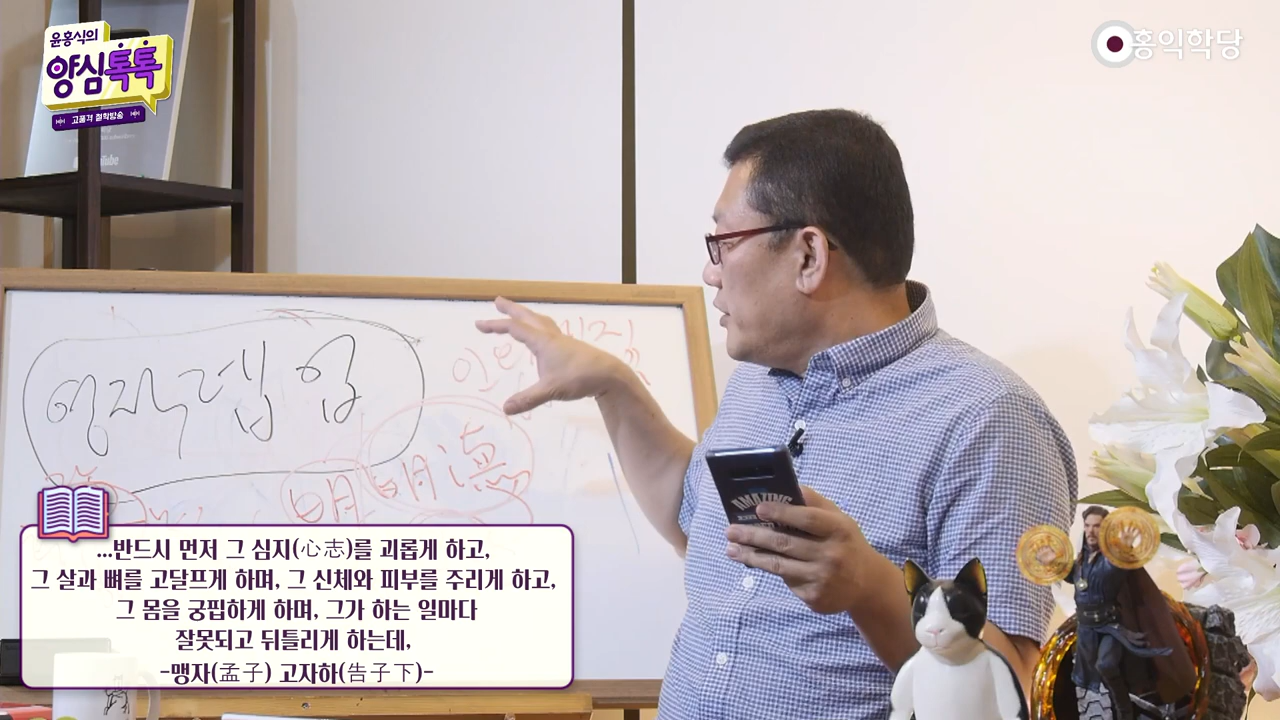 윤홍식의
양심톡톡
고품격 철학방송
홍익학당
영적렙업
明明德
...반드시 먼저 그 심지(心志)를 괴롭게 하고,
그 살과 뼈를 고달프게 하며, 그 신체와 피부를 주리게 하고,
그 몸을 궁핍하게 하며, 그가 하는 일마다
잘못되고 뒤틀리게 하는데,
-맹자(孟子) 고자하(告子下)-
AMAZING